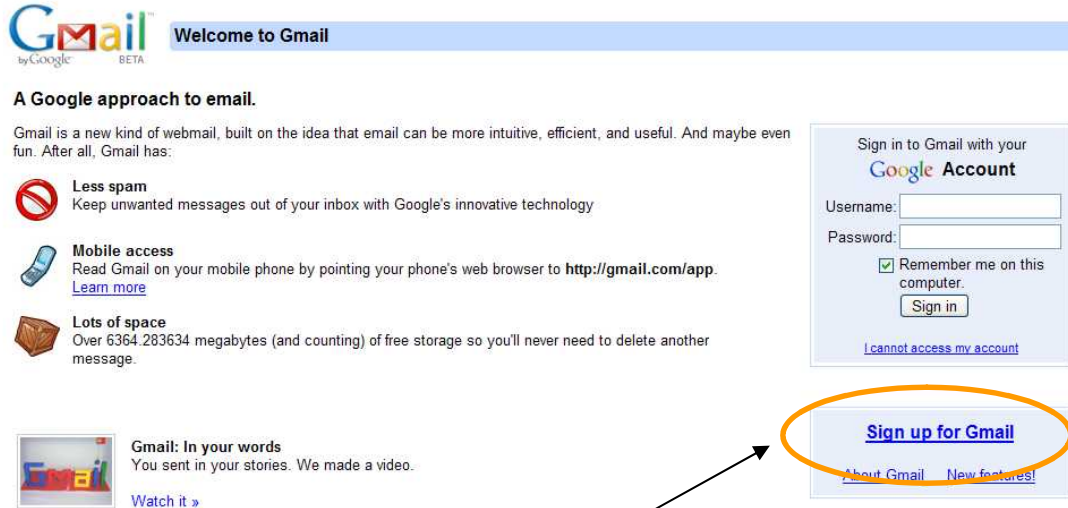 Gmail
by Google BETA
Welcome to Gmail
A Google approach to email.
Gmail is a new kind of webmail, built on the idea that email can be more intuitive, efficient, and useful. And maybe even
fun. After all, Gmail has:
Less spam
Keep unwanted messages out of your inbox with Google's innovative technology
Mobile access
Read Gmail on your mobile phone by pointing your phone's web browser to http://gmail.com/app.
Learn more
Lots of space
Over 6364.283634 megabytes (and counting) of free storage so you'll never need to delete another
message.
Gmail
Gmail: In your words
You sent in your stories. We made a video.
Watch it »
Sign in to Gmail with your
Google Account
Username:
Password:
Remember me on this
computer.
Sign in
I cannot access my account
Sign up for Gmail
About Gmail New features!